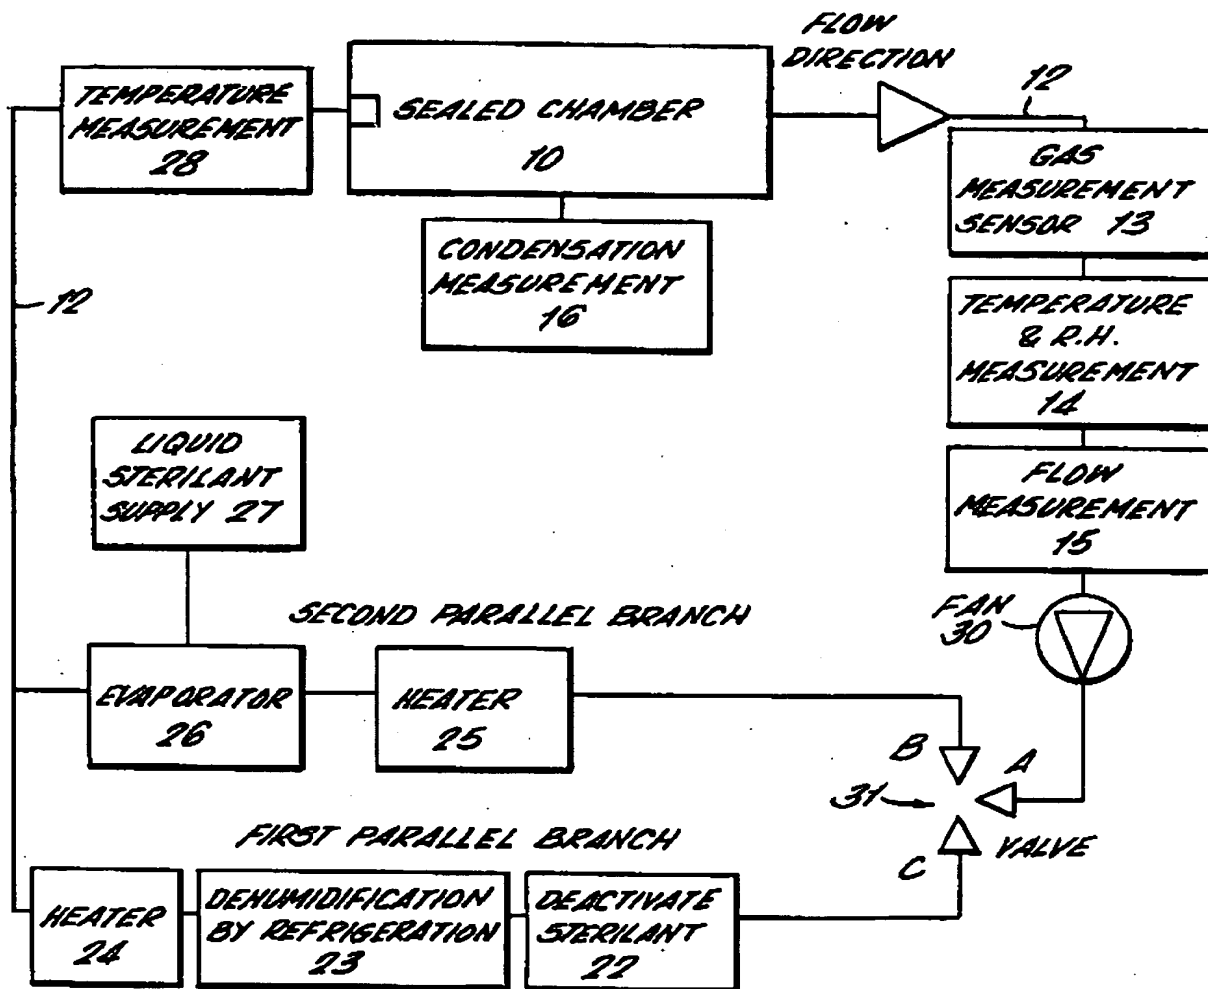 FLOW
DIRECTION
12
TEMPERATURE
MEASUREMENT
28
SEALED CHAMBER
10
GAS
MEASUREMENT
SENSOR 13
CONDENSATION
MEASUREMENT
16
12
TEMPERATURE
& R.H.
MEASUREMENT
14
LIQUID
STERILANT
SUPPLY 27
FLOW
MEASUREMENT
15
SECOND PARALLEL BRANCH
FAN
30
EVAPORATOR
26
HEATER
25
B
A
31
FIRST PARALLEL BRANCH
C
VALVE
HEATER
24
DEHUMIDIFICATION
BY REFRIGERATION
23
DEACTIVATE
STERILANT
22